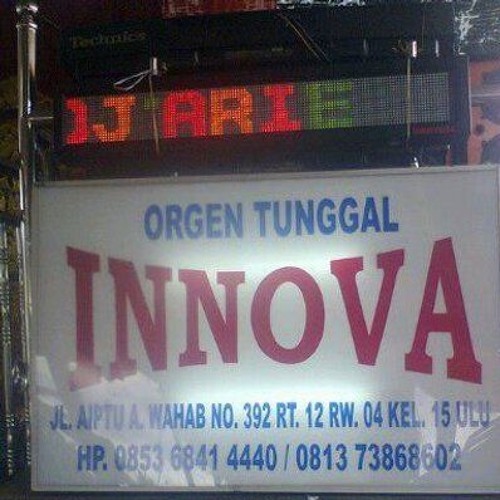 Technics
DJ ARIE
ORGEN TUNGGAL
INNOVA
JL. AIPTU A. WAHAB NO. 392 RT. 12 RW. 04 KEL. 15 ULU
HP. 0853 6841 4440 / 0813 73868602